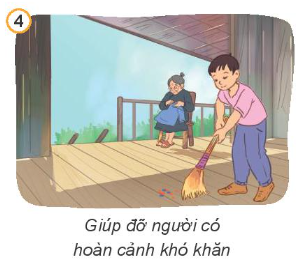 4
Giúp đỡ người có
hoàn cảnh khó khăn